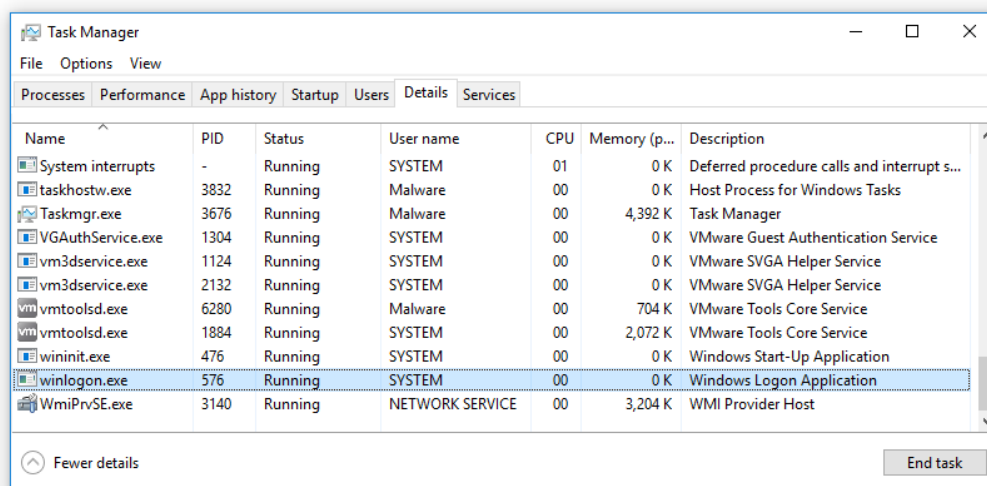 Task Manager
File Options View
Processes Performance App history Startup Users Details Services
Name PID Status User name CPU Memory (p... Description
System interrupts - Running SYSTEM 01 0 K Deferred procedure calls and interrupt s...
taskhostw.exe 3832 Running Malware 00 0 K Host Process for Windows Tasks
Taskmgr.exe 3676 Running Malware 00 4,392 K Task Manager
VGAuthService.exe 1304 Running SYSTEM 00 0 K VMware Guest Authentication Service
vm3dservice.exe 1124 Running SYSTEM 00 0 K VMware SVGA Helper Service
vm3dservice.exe 2132 Running SYSTEM 00 0 K VMware SVGA Helper Service
vm vmtoolsd.exe 6280 Running Malware 00 704 K VMware Tools Core Service
vm vmtoolsd.exe 1884 Running SYSTEM 00 2,072 K VMware Tools Core Service
wininit.exe 476 Running SYSTEM 00 0 K Windows Start-Up Application
winlogon.exe 576 Running SYSTEM 00 0 K Windows Logon Application
WmiPrvSE.exe 3140 Running NETWORK SERVICE 00 3,204 K WMI Provider Host
Fewer details End task